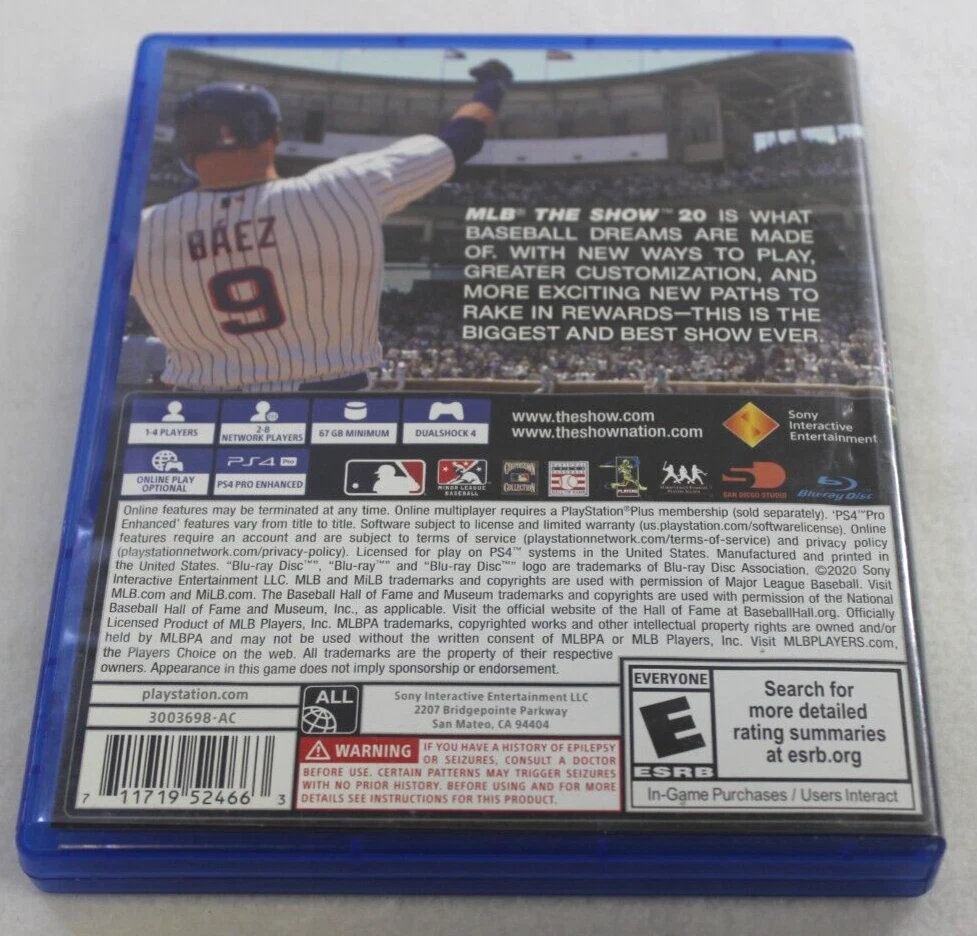 BÁEZ
9
MLB® THE SHOW™ 20 IS WHAT
BASEBALL DREAMS ARE MADE
OF. WITH NEW WAYS TO PLAY,
GREATER CUSTOMIZATION, AND
MORE EXCITING NEW PATHS TO
RAKE IN REWARDS—THIS IS THE
BIGGEST AND BEST SHOW EVER.
1-4 PLAYERS
2-8
NETWORK PLAYERS
67 GB MINIMUM
DUALSHOCK 4
www.theshow.com
www.theshownation.com
Sony
Interactive
Entertainment
ONLINE PLAY
OPTIONAL
PS4 Pro
PS4 PRO ENHANCED
MINOR LEAGUE
BASEBALL
COOPERSTOWN
COLLECTION
HALL OF FAME
PLAYERS
SAN DIEGO STUDIO
Blu-ray Disc
Online features may be terminated at any time. Online multiplayer requires a PlayStation®Plus membership (sold separately). 'PS4™Pro
Enhanced' features vary from title to title. Software subject to license and limited warranty (us.playstation.com/softwarelicense). Online
features require an account and are subject to terms of service (playstationnetwork.com/terms-of-service) and privacy policy
(playstationnetwork.com/privacy-policy). Licensed for play on PS4™ systems in the United States. Manufactured and printed in
the United States. "Blu-ray Disc™", "Blu-ray™" and "Blu-ray Disc™" logo are trademarks of Blu-ray Disc Association. ©2020 Sony
Interactive Entertainment LLC. MLB and MiLB trademarks and copyrights are used with permission of Major League Baseball. Visit
MLB.com and MiLB.com. The Baseball Hall of Fame and Museum trademarks and copyrights are used with permission of the National
Baseball Hall of Fame and Museum, Inc., as applicable. Visit the official website of the Hall of Fame at BaseballHall.org. Officially
Licensed Product of MLB Players, Inc. MLBPA trademarks, copyrighted works and other intellectual property rights are owned and/or
held by MLBPA and may not be used without the written consent of MLBPA or MLB Players, Inc. Visit MLBPLAYERS.com,
the Players Choice on the web. All trademarks are the property of their respective
owners. Appearance in this game does not imply sponsorship or endorsement.
playstation.com
3003698-AC
ALL
Sony Interactive Entertainment LLC
2207 Bridgepointe Parkway
San Mateo, CA 94404
WARNING
IF YOU HAVE A HISTORY OF EPILEPSY
OR SEIZURES, CONSULT A DOCTOR
BEFORE USE. CERTAIN PATTERNS MAY TRIGGER SEIZURES
WITH NO PRIOR HISTORY. BEFORE USING AND FOR MORE
DETAILS SEE INSTRUCTIONS FOR THIS PRODUCT.
7 11719 52466 3
EVERYONE
E
ESRB
Search for
more detailed
rating summaries
at esrb.org
In-Game Purchases / Users Interact